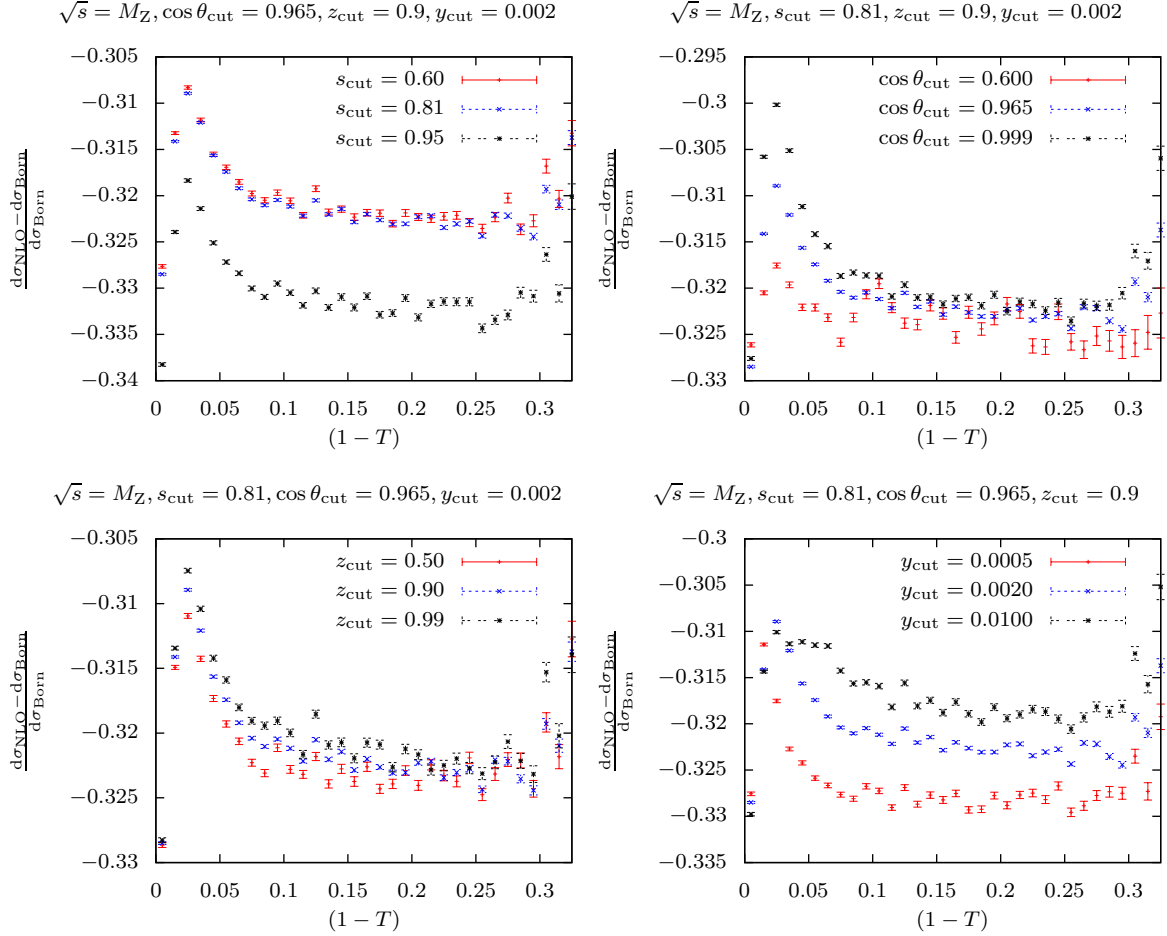 √s = M_Z, cos θ_cut = 0.965, z_cut = 0.9, y_cut = 0.002
−0.305
−0.31
−0.315
−0.32
−0.325
−0.33
−0.335
−0.34
dσ_NLO−dσ_Born
dσ_Born
s_cut = 0.60
s_cut = 0.81
s_cut = 0.95
0 0.05 0.1 0.15 0.2 0.25 0.3
(1 − T)
√s = M_Z, s_cut = 0.81, z_cut = 0.9, y_cut = 0.002
−0.295
−0.3
−0.305
−0.31
−0.315
−0.32
−0.325
−0.33
dσ_NLO−dσ_Born
dσ_Born
cos θ_cut = 0.600
cos θ_cut = 0.965
cos θ_cut = 0.999
0 0.05 0.1 0.15 0.2 0.25 0.3
(1 − T)
√s = M_Z, s_cut = 0.81, cos θ_cut = 0.965, y_cut = 0.002
−0.305
−0.31
−0.315
−0.32
−0.325
−0.33
dσ_NLO−dσ_Born
dσ_Born
z_cut = 0.50
z_cut = 0.90
z_cut = 0.99
0 0.05 0.1 0.15 0.2 0.25 0.3
(1 − T)
√s = M_Z, s_cut = 0.81, cos θ_cut = 0.965, z_cut = 0.9
−0.3
−0.305
−0.31
−0.315
−0.32
−0.325
−0.33
−0.335
dσ_NLO−dσ_Born
dσ_Born
y_cut = 0.0005
y_cut = 0.0020
y_cut = 0.0100
0 0.05 0.1 0.15 0.2 0.25 0.3
(1 − T)